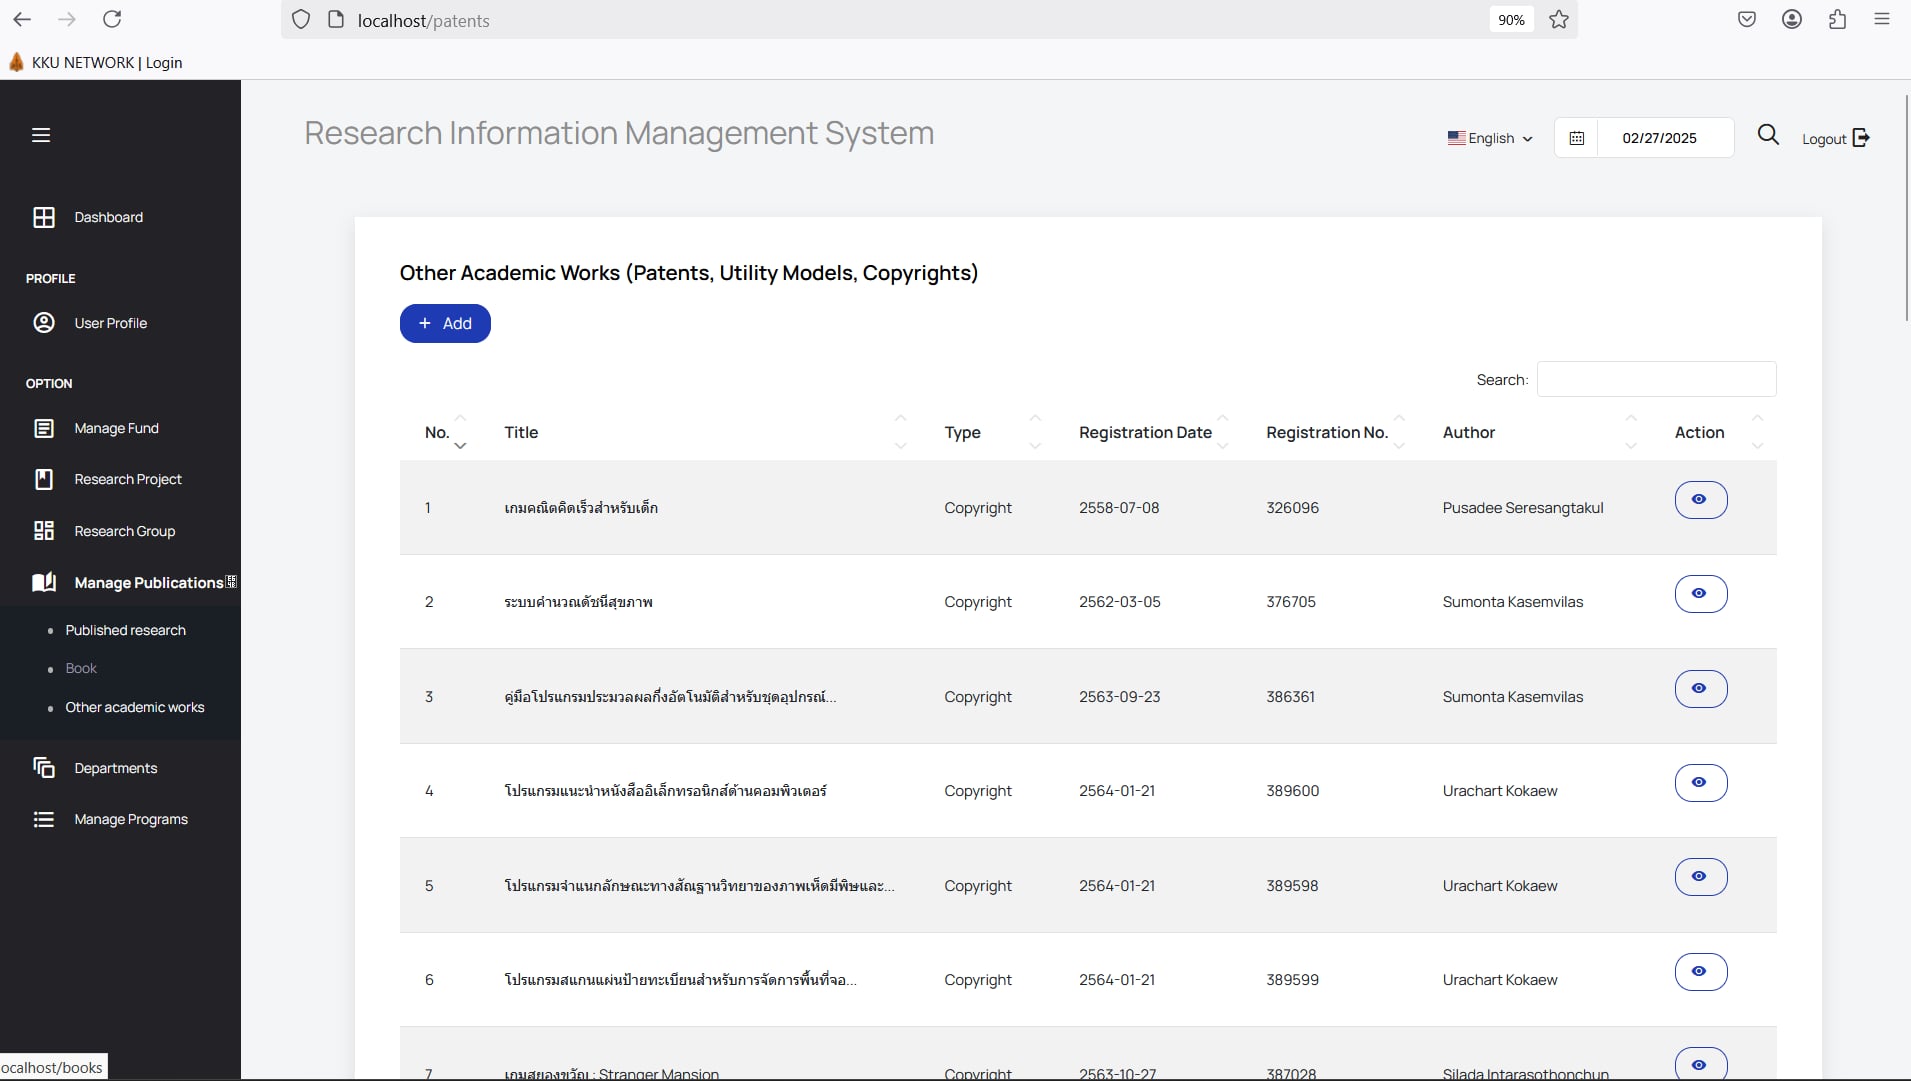 localhost/patents
90%
KKU NETWORK | Login
Research Information Management System
English
02/27/2025
Logout
Dashboard
PROFILE
User Profile
OPTION
Manage Fund
Research Project
Research Group
Manage Publications
Published research
Book
Other academic works
Departments
Manage Programs
Other Academic Works (Patents, Utility Models, Copyrights)
+ Add
Search:
No. Title Type Registration Date Registration No. Author Action
1 เกมคณิตคิดเร็วสำหรับเด็ก Copyright 2558-07-08 326096 Pusadee Seresangtakul
2 ระบบคำนวณดัชนีสุขภาพ Copyright 2562-03-05 376705 Sumonta Kasemvilas
3 คู่มือโปรแกรมประมวลผลกึ่งอัตโนมัติสำหรับชุดอุปกรณ์... Copyright 2563-09-23 386361 Sumonta Kasemvilas
4 โปรแกรมแนะนำหนังสืออิเล็กทรอนิกส์ด้านคอมพิวเตอร์ Copyright 2564-01-21 389600 Urachart Kokaew
5 โปรแกรมจำแนกลักษณะทางสัณฐานวิทยาของภาพเห็ดมีพิษและ... Copyright 2564-01-21 389598 Urachart Kokaew
6 โปรแกรมสแกนแผ่นป้ายทะเบียนสำหรับการจัดการพื้นที่จอ... Copyright 2564-01-21 389599 Urachart Kokaew
7 เกมสยองขวัญ : Stranger Mansion Copyright 2563-10-27 387028 Silada Intarasothonchun
ocalhost/books